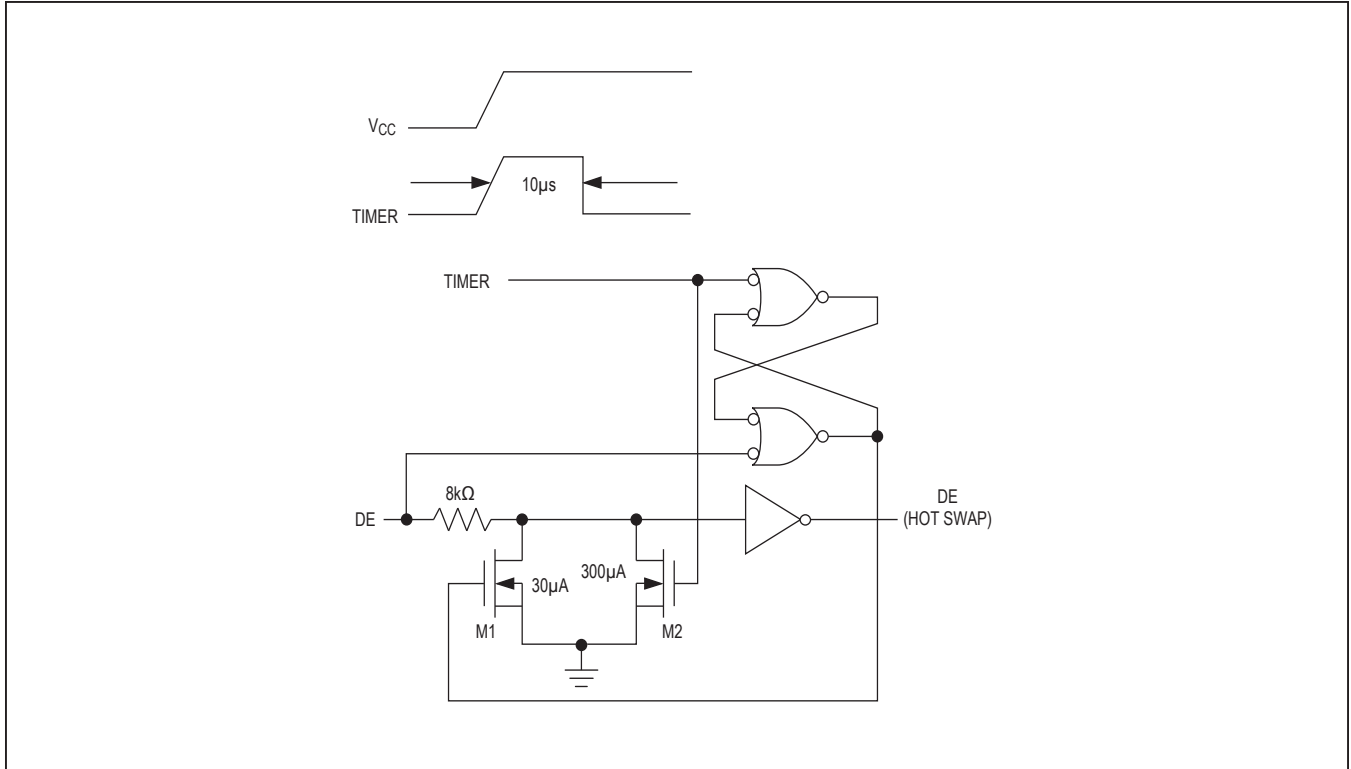 VCC
10µs
TIMER
TIMER
8kΩ
DE
DE
(HOT SWAP)
30µA
300µA
M1
M2